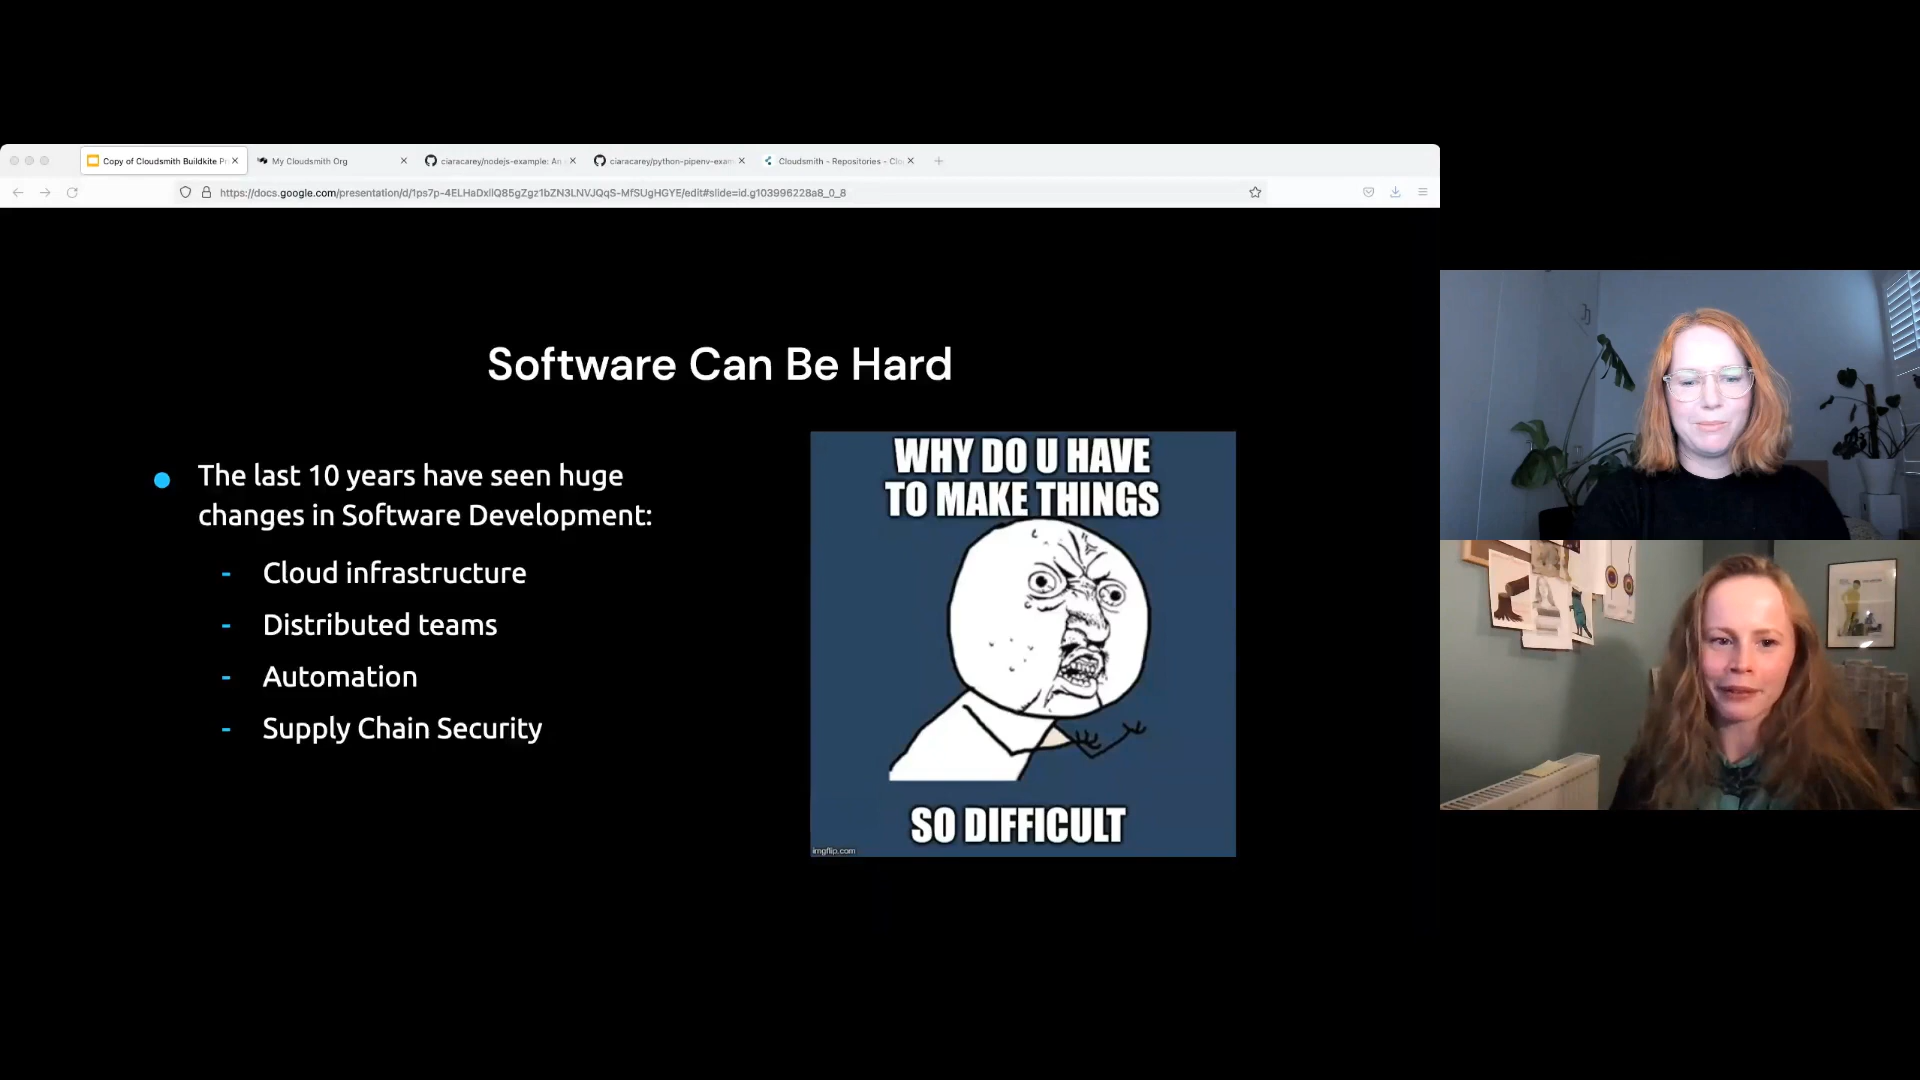 Copy of Cloudsmith Buildkite P
My Cloudsmith Org
ciaracarey/nodejs-example: An
ciaracarey/python-pipenv-exam
Cloudsmith - Repositories - Clo
https://docs.google.com/presentation/d/1ps7p-4ELHaDxiIQ85gZgz1bZN3LNVJQqS-MfSUgHGYE/edit#slide=id.g103996228a8_0_8
Software Can Be Hard
The last 10 years have seen huge
changes in Software Development:
- Cloud infrastructure
- Distributed teams
- Automation
- Supply Chain Security
WHY DO U HAVE
TO MAKE THINGS
SO DIFFICULT
imgflip.com